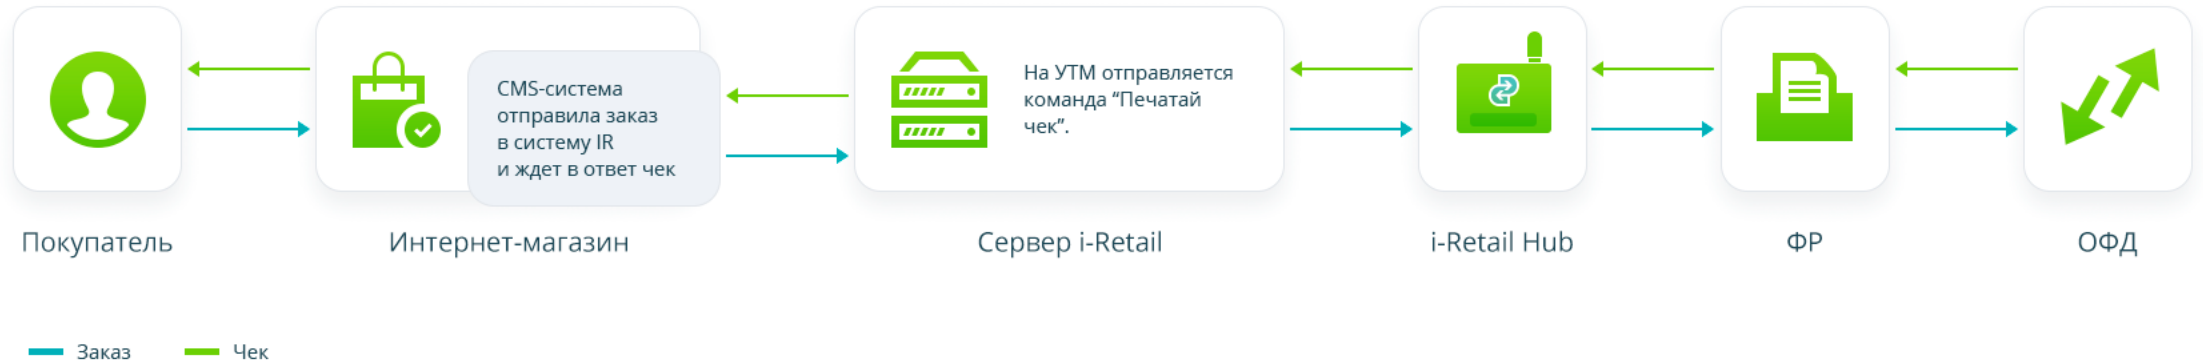 CMS-система
отправила заказ
в систему IR
и ждет в ответ чек
На УТМ отправляется
команда “Печатай
чек”.
Покупатель
Интернет-магазин
Сервер i-Retail
i-Retail Hub
ФР
ОФД
Заказ
Чек